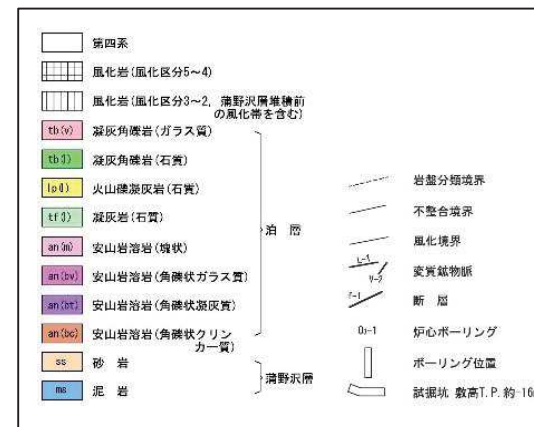 第四系
風化岩(風化区分5~4)
風化岩(風化区分3~2, 蒲野沢層堆積前
の風化帯を含む)
tb(v) 凝灰角礫岩(ガラス質)
tb(l) 凝灰角礫岩(石質)
lp(l) 火山礫凝灰岩(石質)
tf(l) 凝灰岩(石質)
an(m) 安山岩溶岩(塊状)
an(bv) 安山岩溶岩(角礫状ガラス質)
an(bt) 安山岩溶岩(角礫状凝灰質)
an(bc) 安山岩溶岩(角礫状クリン
カー質)
泊 層
ss 砂 岩
ms 泥 岩
蒲野沢層
岩盤分類境界
不整合境界
風化境界
L-1
V-2
変質鉱物脈
f-1
断 層
Or-1 炉心ボーリング
ボーリング位置
試掘坑 敷高T.P.約-16m